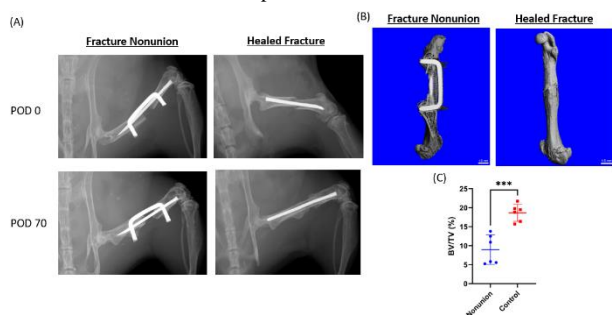 (A)
Fracture Nonunion Healed Fracture
POD 0
POD 70
(B)
Fracture Nonunion Healed Fracture
(C)
***
BV/TV (%)
25
20
15
10
5
0
Nonunion Control